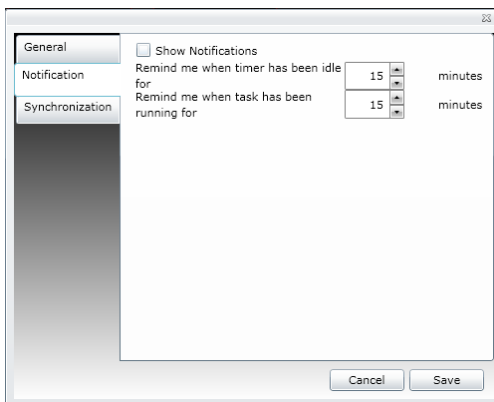 General
Notification
Synchronization
Show Notifications
Remind me when timer has been idle
for
15
minutes
Remind me when task has been
running for
15
minutes
Cancel
Save